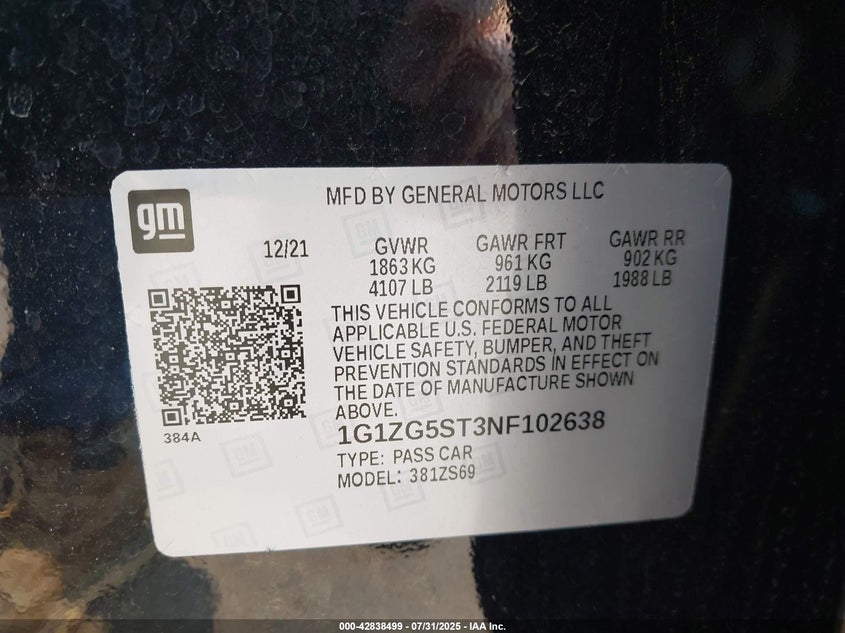 gm
MFD BY GENERAL MOTORS LLC
12/21
GVWR
1863 KG
4107 LB
GAWR FRT
961 KG
2119 LB
GAWR RR
902 KG
1988 LB
THIS VEHICLE CONFORMS TO ALL
APPLICABLE U.S. FEDERAL MOTOR
VEHICLE SAFETY, BUMPER, AND THEFT
PREVENTION STANDARDS IN EFFECT ON
THE DATE OF MANUFACTURE SHOWN
ABOVE.
384A
1G1ZG5ST3NF102638
TYPE: PASS CAR
MODEL: 381ZS69
000-42838499 - 07/31/2025 - IAA Inc.